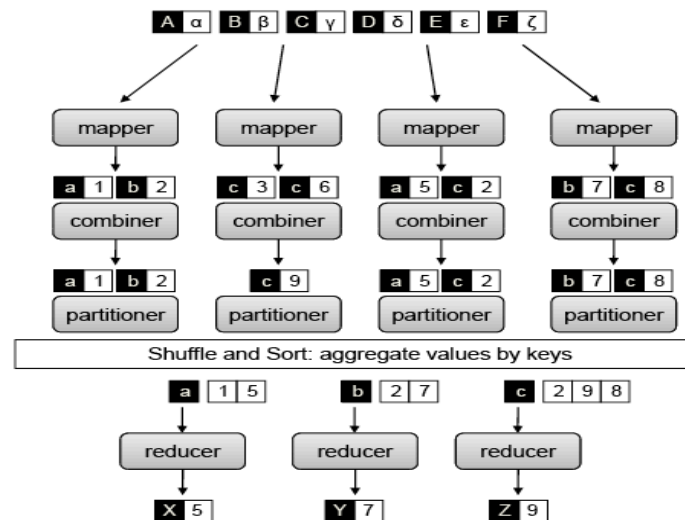 A α B β C γ D δ E ε F ζ
mapper mapper mapper mapper
a 1 b 2 c 3 c 6 a 5 c 2 b 7 c 8
combiner combiner combiner combiner
a 1 b 2 c 9 a 5 c 2 b 7 c 8
partitioner partitioner partitioner partitioner
Shuffle and Sort: aggregate values by keys
a 1 5 b 2 7 c 2 9 8
reducer reducer reducer
X 5 Y 7 Z 9